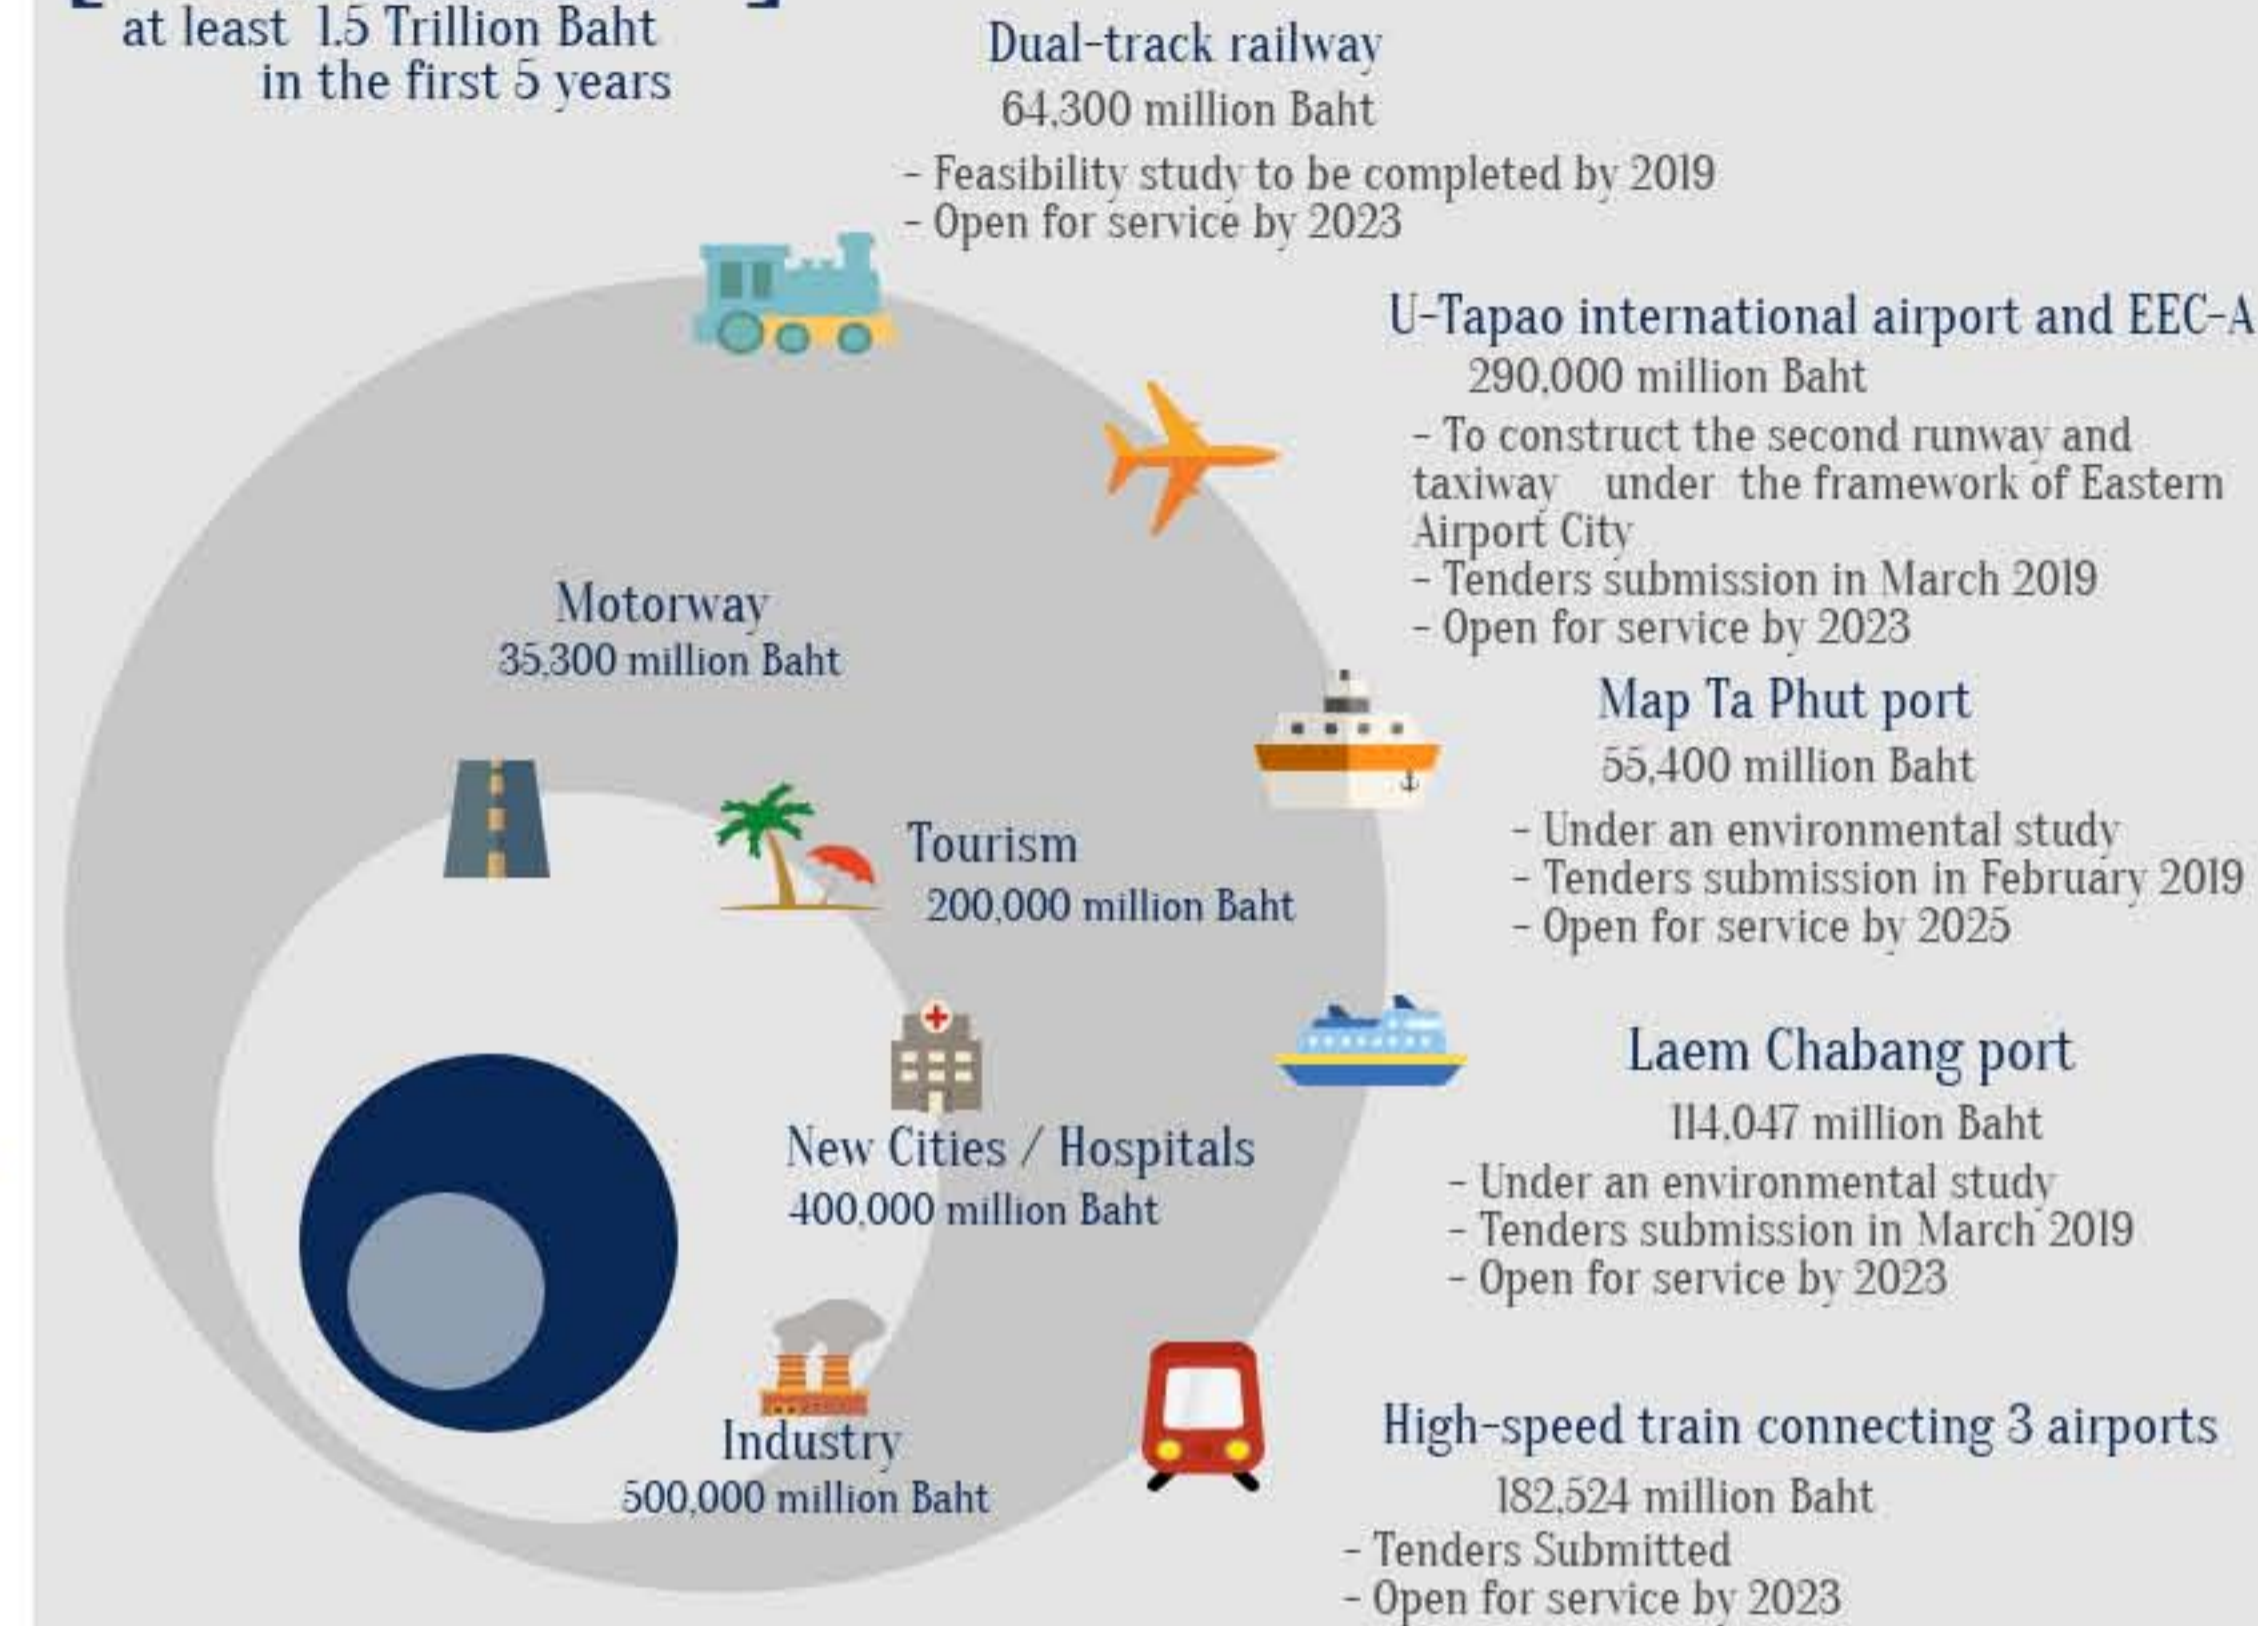 at least 1.5 Trillion Baht
in the first 5 years
Dual-track railway
64,300 million Baht
- Feasibility study to be completed by 2019
- Open for service by 2023
U-Tapao international airport and EEC-A
290,000 million Baht
- To construct the second runway and
taxiway under the framework of Eastern
Airport City
- Tenders submission in March 2019
- Open for service by 2023
Motorway
35,300 million Baht
Map Ta Phut port
55,400 million Baht
- Under an environmental study
- Tenders submission in February 2019
- Open for service by 2025
Tourism
200,000 million Baht
Laem Chabang port
114,047 million Baht
- Under an environmental study
- Tenders submission in March 2019
- Open for service by 2023
New Cities / Hospitals
400,000 million Baht
Industry
500,000 million Baht
High-speed train connecting 3 airports
182,524 million Baht
- Tenders Submitted
- Open for service by 2023